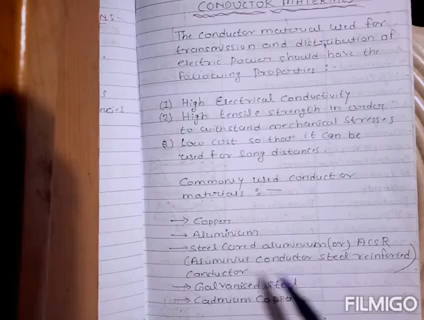 CONDUCTOR MATERIALS
The conductor material used for
transmission and distribution of
electric power should have the
following Properties :-
(1) High Electrical Conductivity
(2) High tensile strength in order
to withstand mechanical stresses
(3) Low cost so that it can be
used for long distances.
Commonly used conductor
materials :-
→ Copper
→ Aluminium
→ Steel Cored aluminium (or) ACSR
(Aluminium Conductor Steel reinforced)
Conductor
→ Galvanised steel
→ Cadmium Copper
FILMIGO